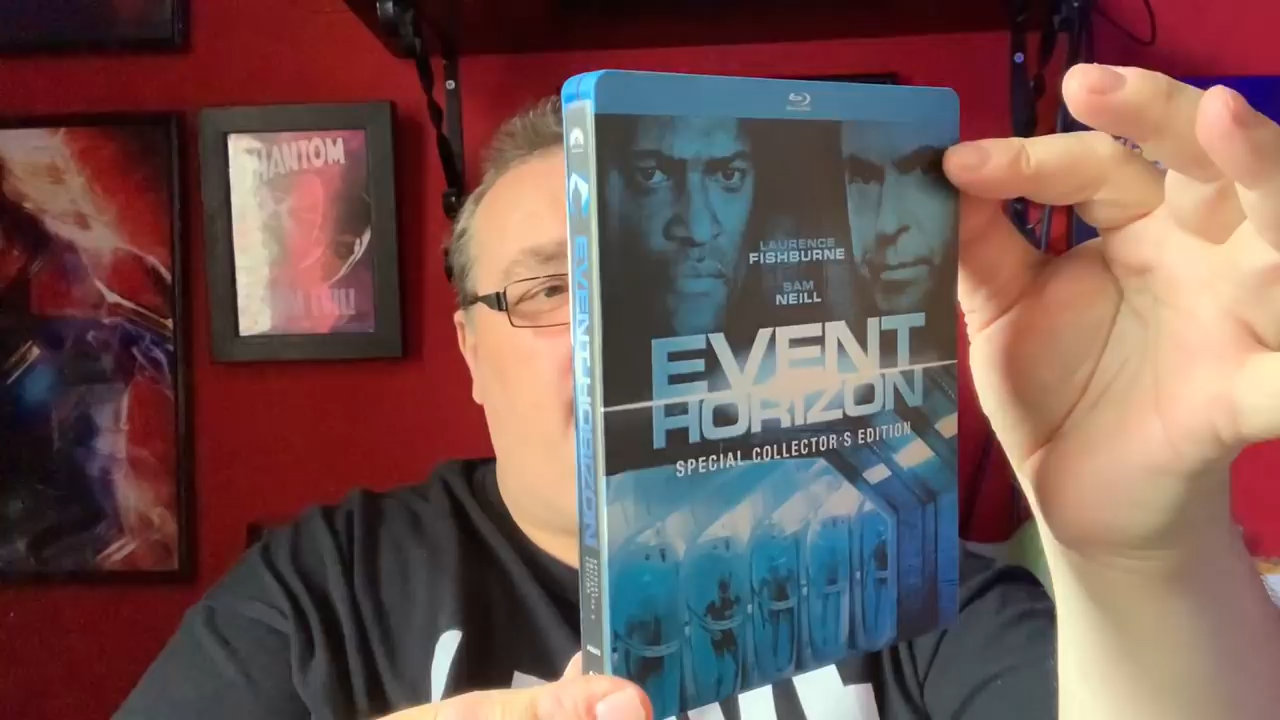 PHANTOM
LAURENCE
FISHBURNE
SAM
NEILL
EVENT
HORIZON
SPECIAL COLLECTOR'S EDITION
EVENT HORIZON